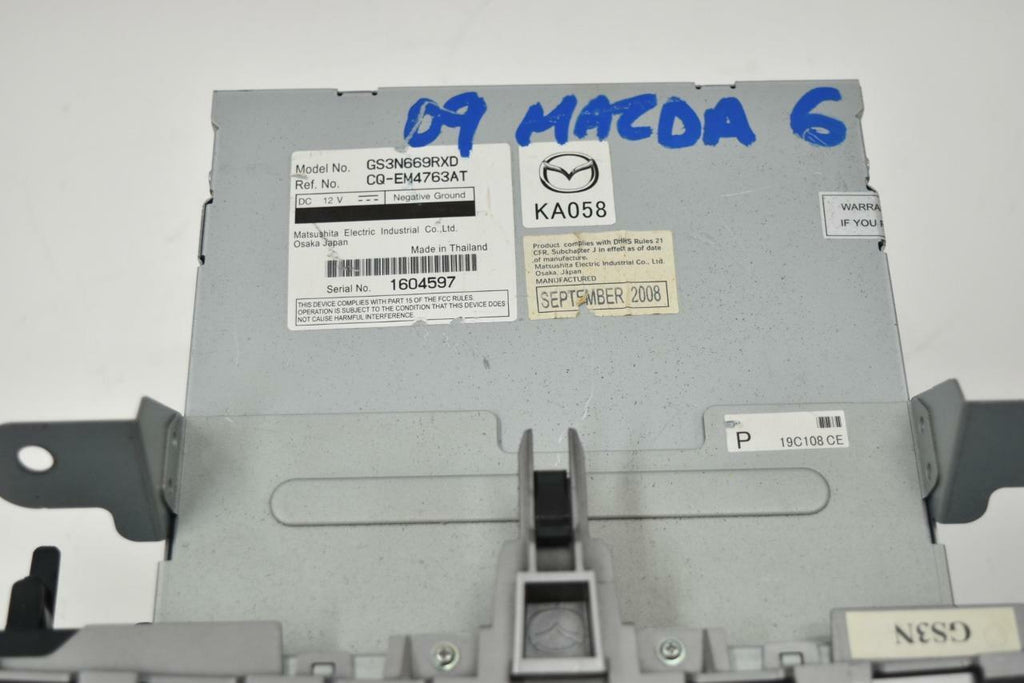 09 MAZDA 6
Model No. GS3N669RXD
Ref. No. CQ-EM4763AT
DC 12 V Negative Ground
Matsushita Electric Industrial Co.,Ltd.
Osaka Japan
Made in Thailand
Serial No. 1604597
THIS DEVICE COMPLIES WITH PART 15 OF THE FCC RULES.
OPERATION IS SUBJECT TO THE CONDITION THAT THIS DEVICE DOES
NOT CAUSE HARMFUL INTERFERENCE.
KA058
Product complies with DHHS Rules 21
CFR, Subchapter J in effect as of date
of manufacture.
Matsushita Electric Industrial Co., Ltd.
Osaka, Japan
MANUFACTURED
SEPTEMBER 2008
WARRA
IF YOU
P 19C108 CE
GS3N